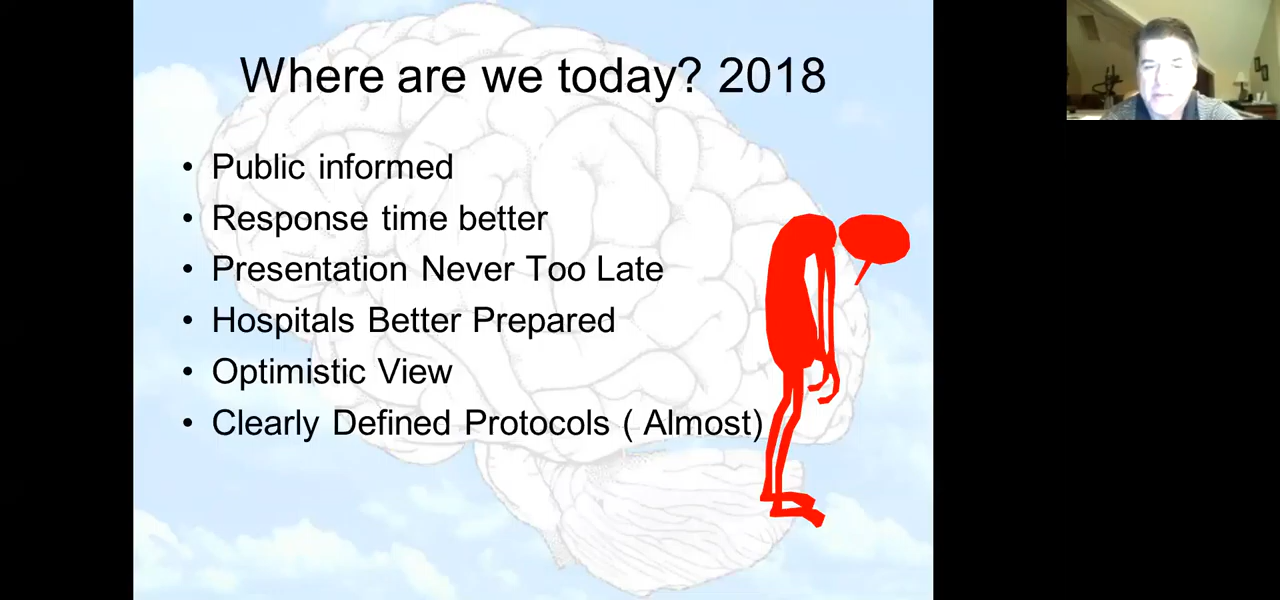 Where are we today? 2018
• Public informed
• Response time better
• Presentation Never Too Late
• Hospitals Better Prepared
• Optimistic View
• Clearly Defined Protocols ( Almost)